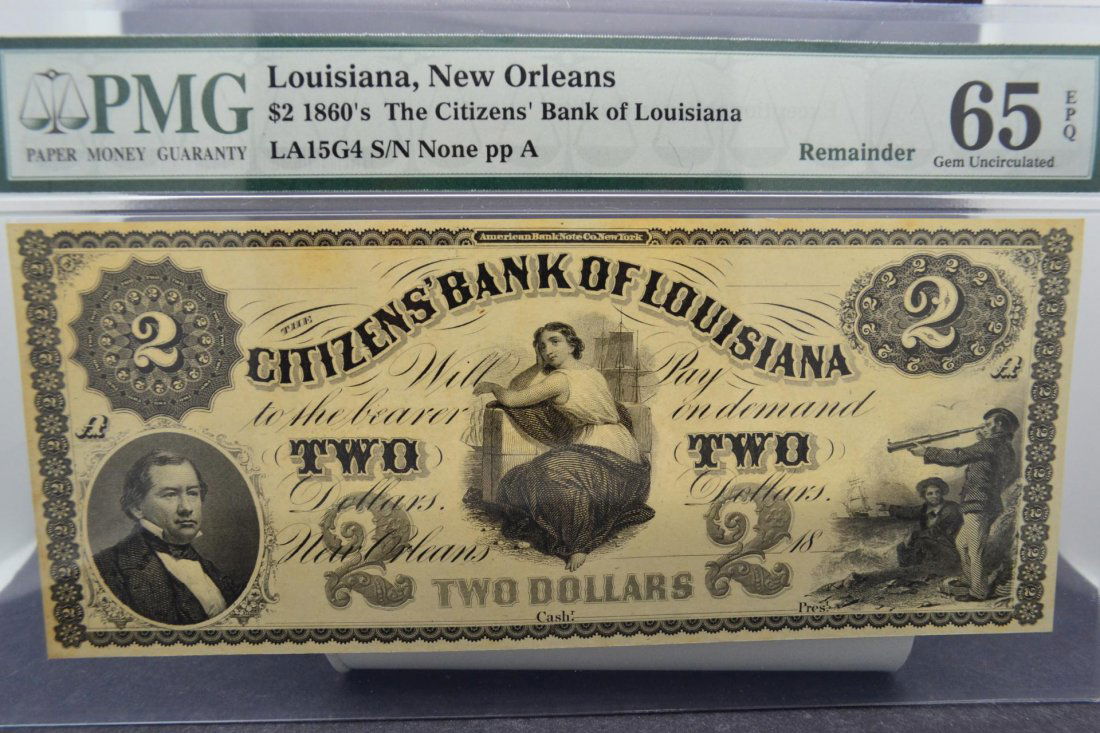 PMG
PAPER MONEY GUARANTY
Louisiana, New Orleans
$2 1860's The Citizens' Bank of Louisiana
LA15G4 S/N None pp A
Remainder
65 EPQ
Gem Uncirculated
American Bank Note Co. New York
2
2
THE
CITIZENS' BANK OF LOUISIANA
Will Pay
to the bearer on demand
A
A
TWO TWO
Dollars. Dollars.
New Orleans 18
2 2
TWO DOLLARS
Cashr.
Pres.